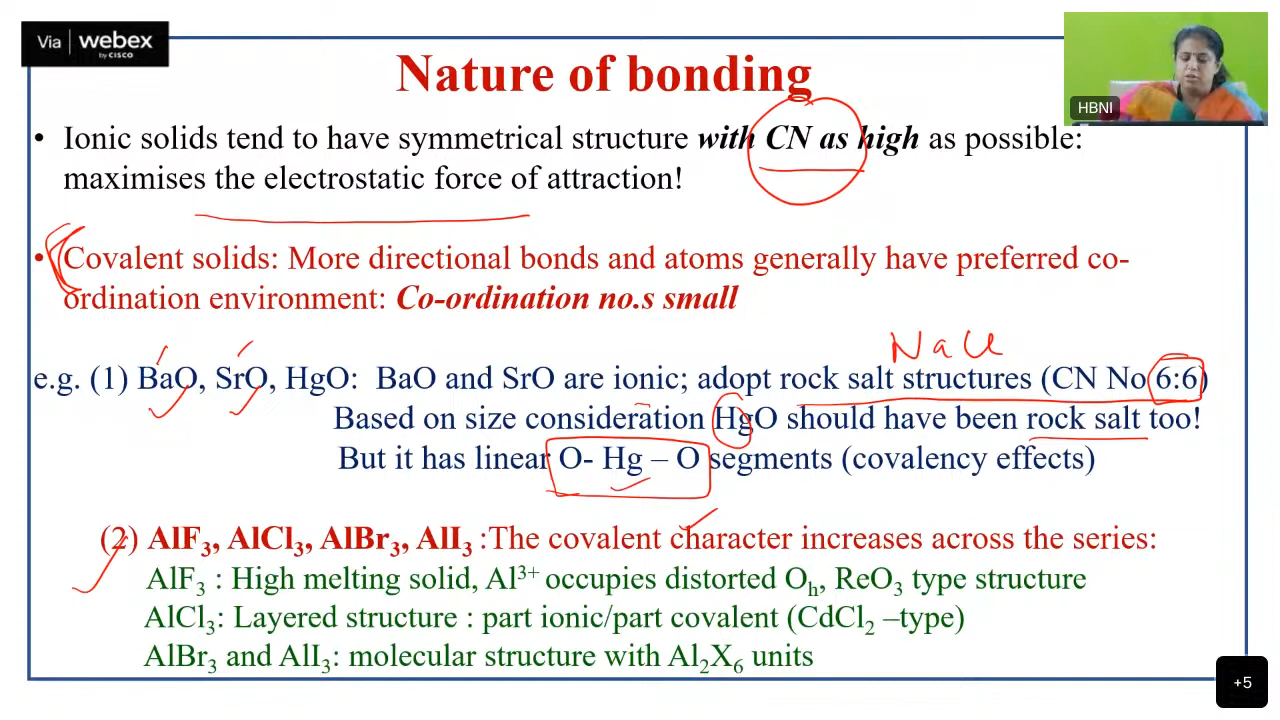 Via webex
by CISCO
HBNI
Nature of bonding
• Ionic solids tend to have symmetrical structure with CN as high as possible:
maximises the electrostatic force of attraction!
• Covalent solids: More directional bonds and atoms generally have preferred co-
ordination environment: Co-ordination no.s small
NaCl
e.g. (1) BaO, SrO, HgO: BaO and SrO are ionic; adopt rock salt structures (CN No 6:6)
Based on size consideration HgO should have been rock salt too!
But it has linear O- Hg – O segments (covalency effects)
(2) AlF₃, AlCl₃, AlBr₃, AlI₃ :The covalent character increases across the series:
AlF₃ : High melting solid, Al³⁺ occupies distorted Oₕ, ReO₃ type structure
AlCl₃: Layered structure : part ionic/part covalent (CdCl₂ –type)
AlBr₃ and AlI₃: molecular structure with Al₂X₆ units
+5